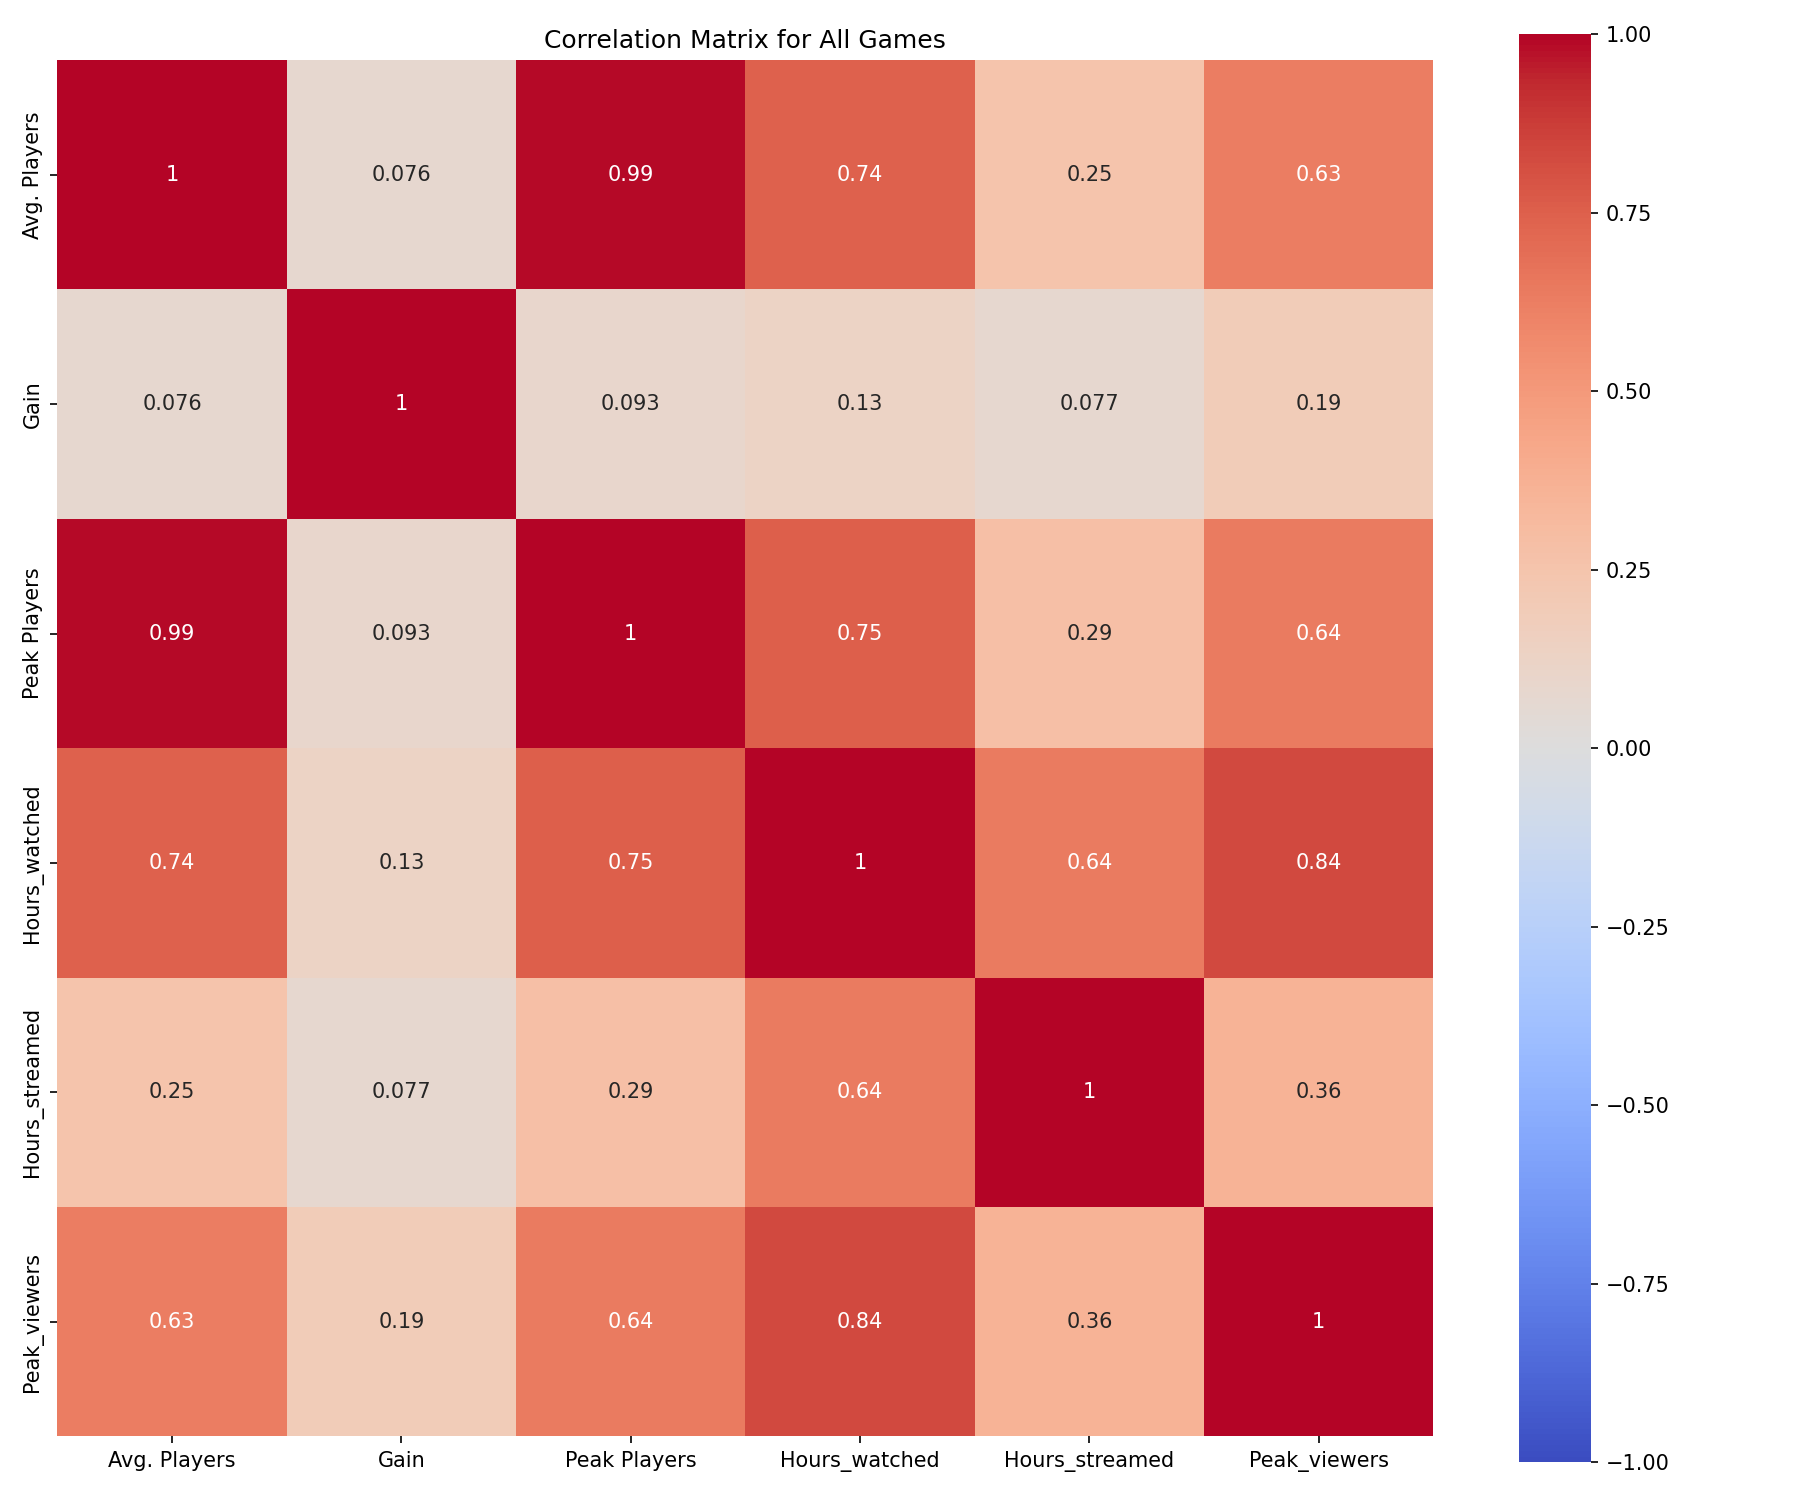 Correlation Matrix for All Games
Avg. Players 1 0.076 0.99 0.74 0.25 0.63
Gain 0.076 1 0.093 0.13 0.077 0.19
Peak Players 0.99 0.093 1 0.75 0.29 0.64
Hours_watched 0.74 0.13 0.75 1 0.64 0.84
Hours_streamed 0.25 0.077 0.29 0.64 1 0.36
Peak_viewers 0.63 0.19 0.64 0.84 0.36 1
Avg. Players Gain Peak Players Hours_watched Hours_streamed Peak_viewers
1.00
0.75
0.50
0.25
0.00
−0.25
−0.50
−0.75
−1.00